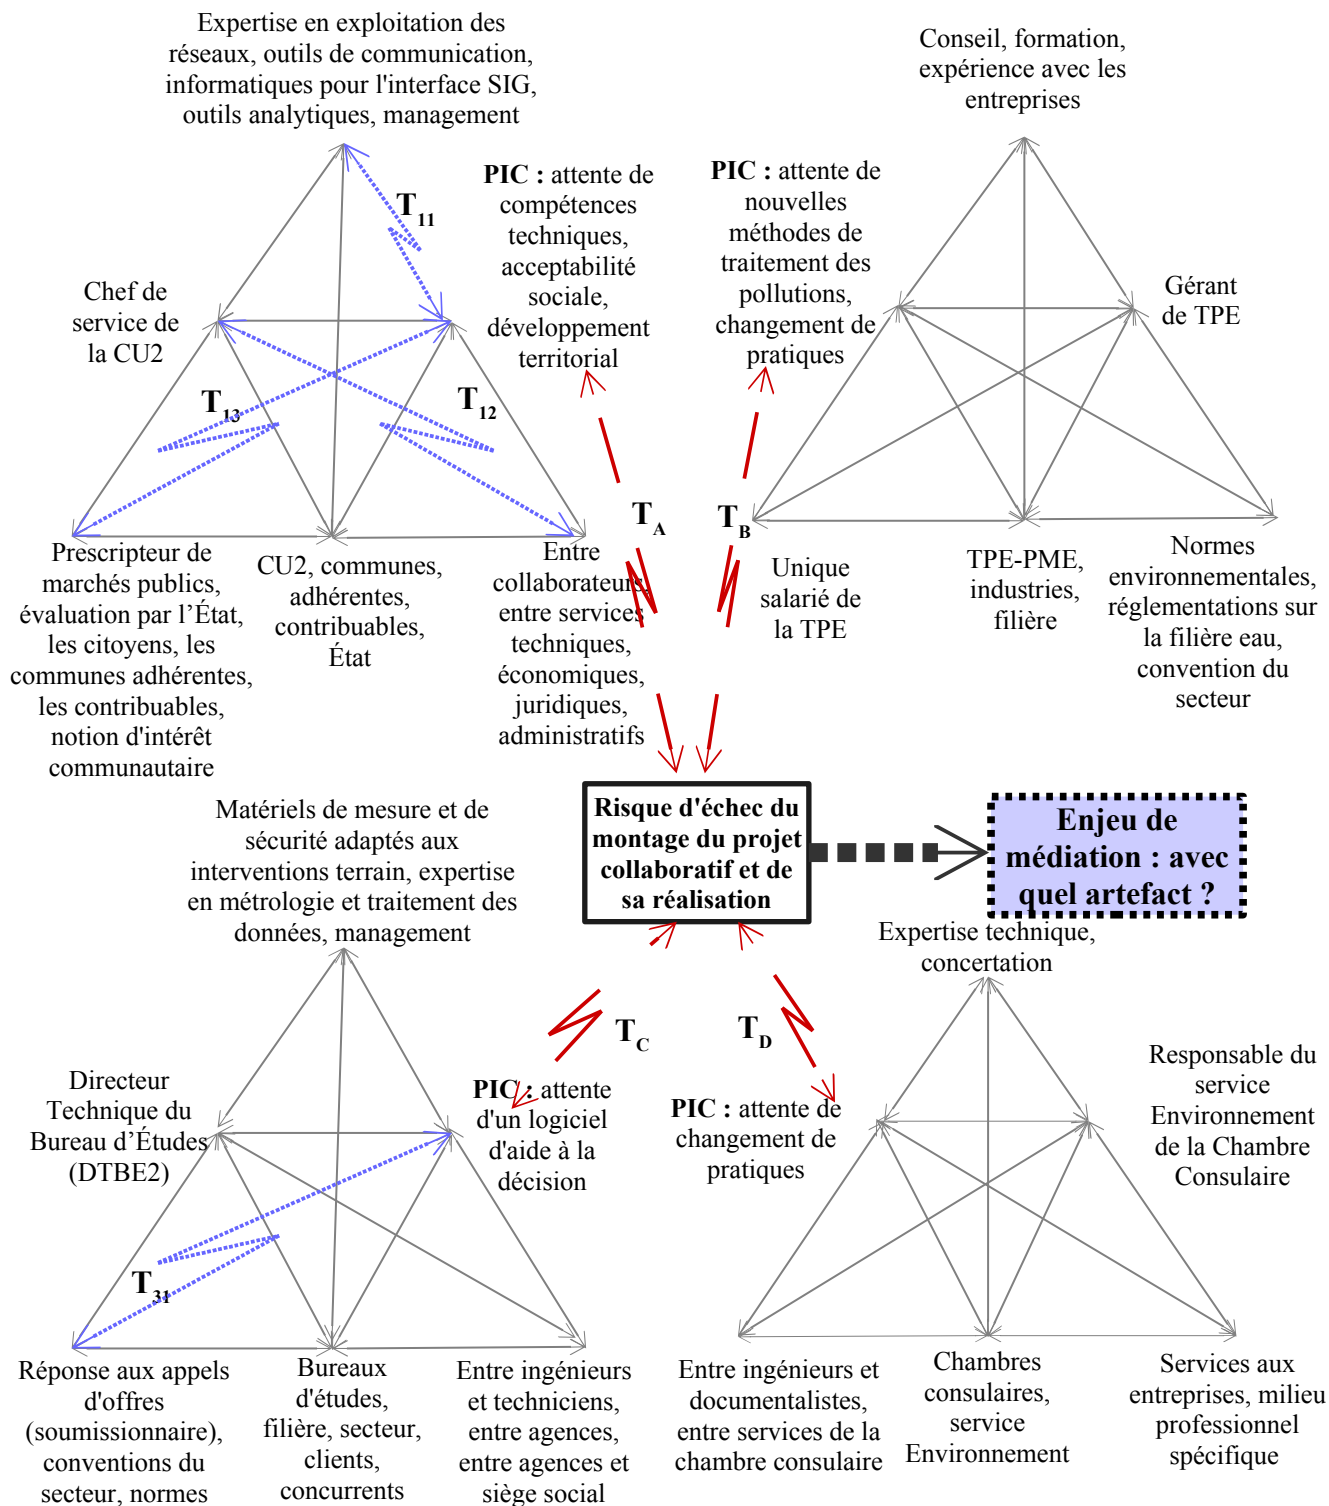 Expertise en exploitation des
réseaux, outils de communication,
informatiques pour l'interface SIG,
outils analytiques, management
Conseil, formation,
expérience avec les
entreprises
PIC : attente de
compétences
techniques,
acceptabilité
sociale,
développement
territorial
PIC : attente de
nouvelles
méthodes de
traitement des
pollutions,
changement de
pratiques
T11
Chef de
service de
la CU2
Gérant
de TPE
T13
T12
TA
TB
Prescripteur de
marchés publics,
évaluation par l’État,
les citoyens, les
communes adhérentes,
les contribuables,
notion d'intérêt
communautaire
CU2, communes,
adhérentes,
contribuables,
État
Entre
collaborateurs,
entre services
techniques,
économiques,
juridiques,
administratifs
Unique
salarié de
la TPE
TPE-PME,
industries,
filière
Normes
environnementales,
réglementations sur
la filière eau,
convention du
secteur
Risque d'échec du
montage du projet
collaboratif et de
sa réalisation
Enjeu de
médiation : avec
quel artefact ?
Matériels de mesure et de
sécurité adaptés aux
interventions terrain, expertise
en métrologie et traitement des
données, management
Expertise technique,
concertation
TC
TD
Directeur
Technique du
Bureau d’Études
(DTBE2)
PIC : attente
d'un logiciel
d'aide à la
décision
PIC : attente de
changement de
pratiques
Responsable du
service
Environnement
de la Chambre
Consulaire
T31
Réponse aux appels
d'offres
(soumissionnaire),
conventions du
secteur, normes
Bureaux
d'études,
filière, secteur,
clients,
concurrents
Entre ingénieurs
et techniciens,
entre agences,
entre agences et
siège social
Entre ingénieurs et
documentalistes,
entre services de la
chambre consulaire
Chambres
consulaires,
service
Environnement
Services aux
entreprises, milieu
professionnel
spécifique